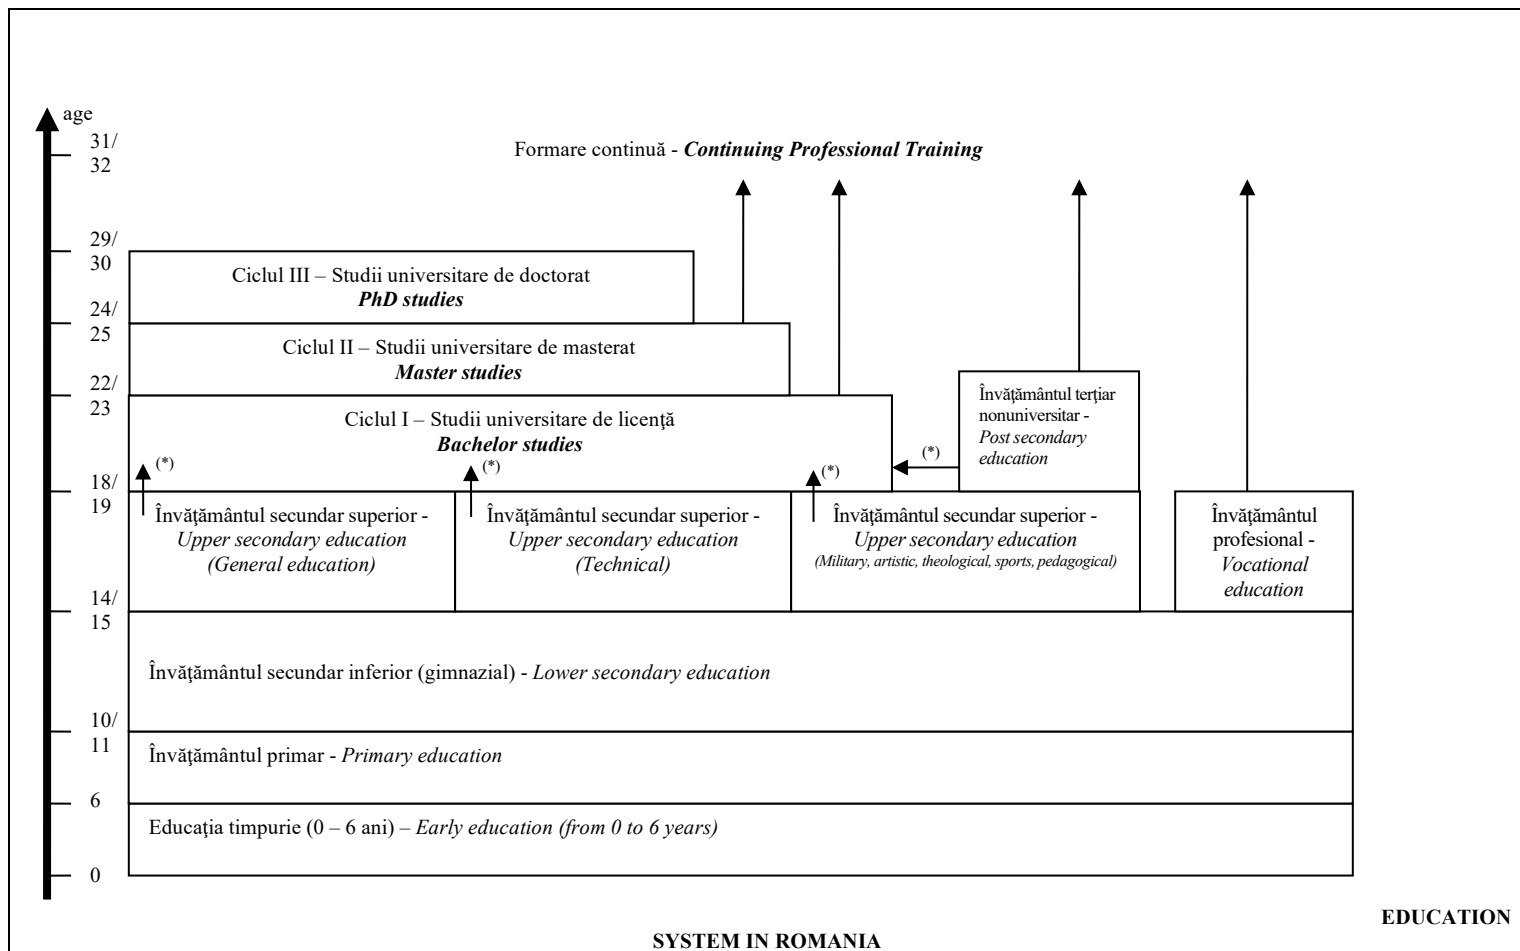 age
31/
32
Formare continuă - Continuing Professional Training
29/
30
Ciclul III – Studii universitare de doctorat
PhD studies
24/
25
Ciclul II – Studii universitare de masterat
Master studies
22/
23
Ciclul I – Studii universitare de licenţă
Bachelor studies
Învăţământul terţiar
nonuniversitar -
Post secondary
education
(*)
(*)
(*)
(*)
18/
19
Învăţământul secundar superior -
Upper secondary education
(General education)
Învăţământul secundar superior -
Upper secondary education
(Technical)
Învăţământul secundar superior -
Upper secondary education
(Military, artistic, theological, sports, pedagogical)
Învăţământul
profesional -
Vocational
education
14/
15
Învăţământul secundar inferior (gimnazial) - Lower secondary education
10/
11
Învăţământul primar - Primary education
6
Educaţia timpurie (0 – 6 ani) – Early education (from 0 to 6 years)
0
EDUCATION
SYSTEM IN ROMANIA